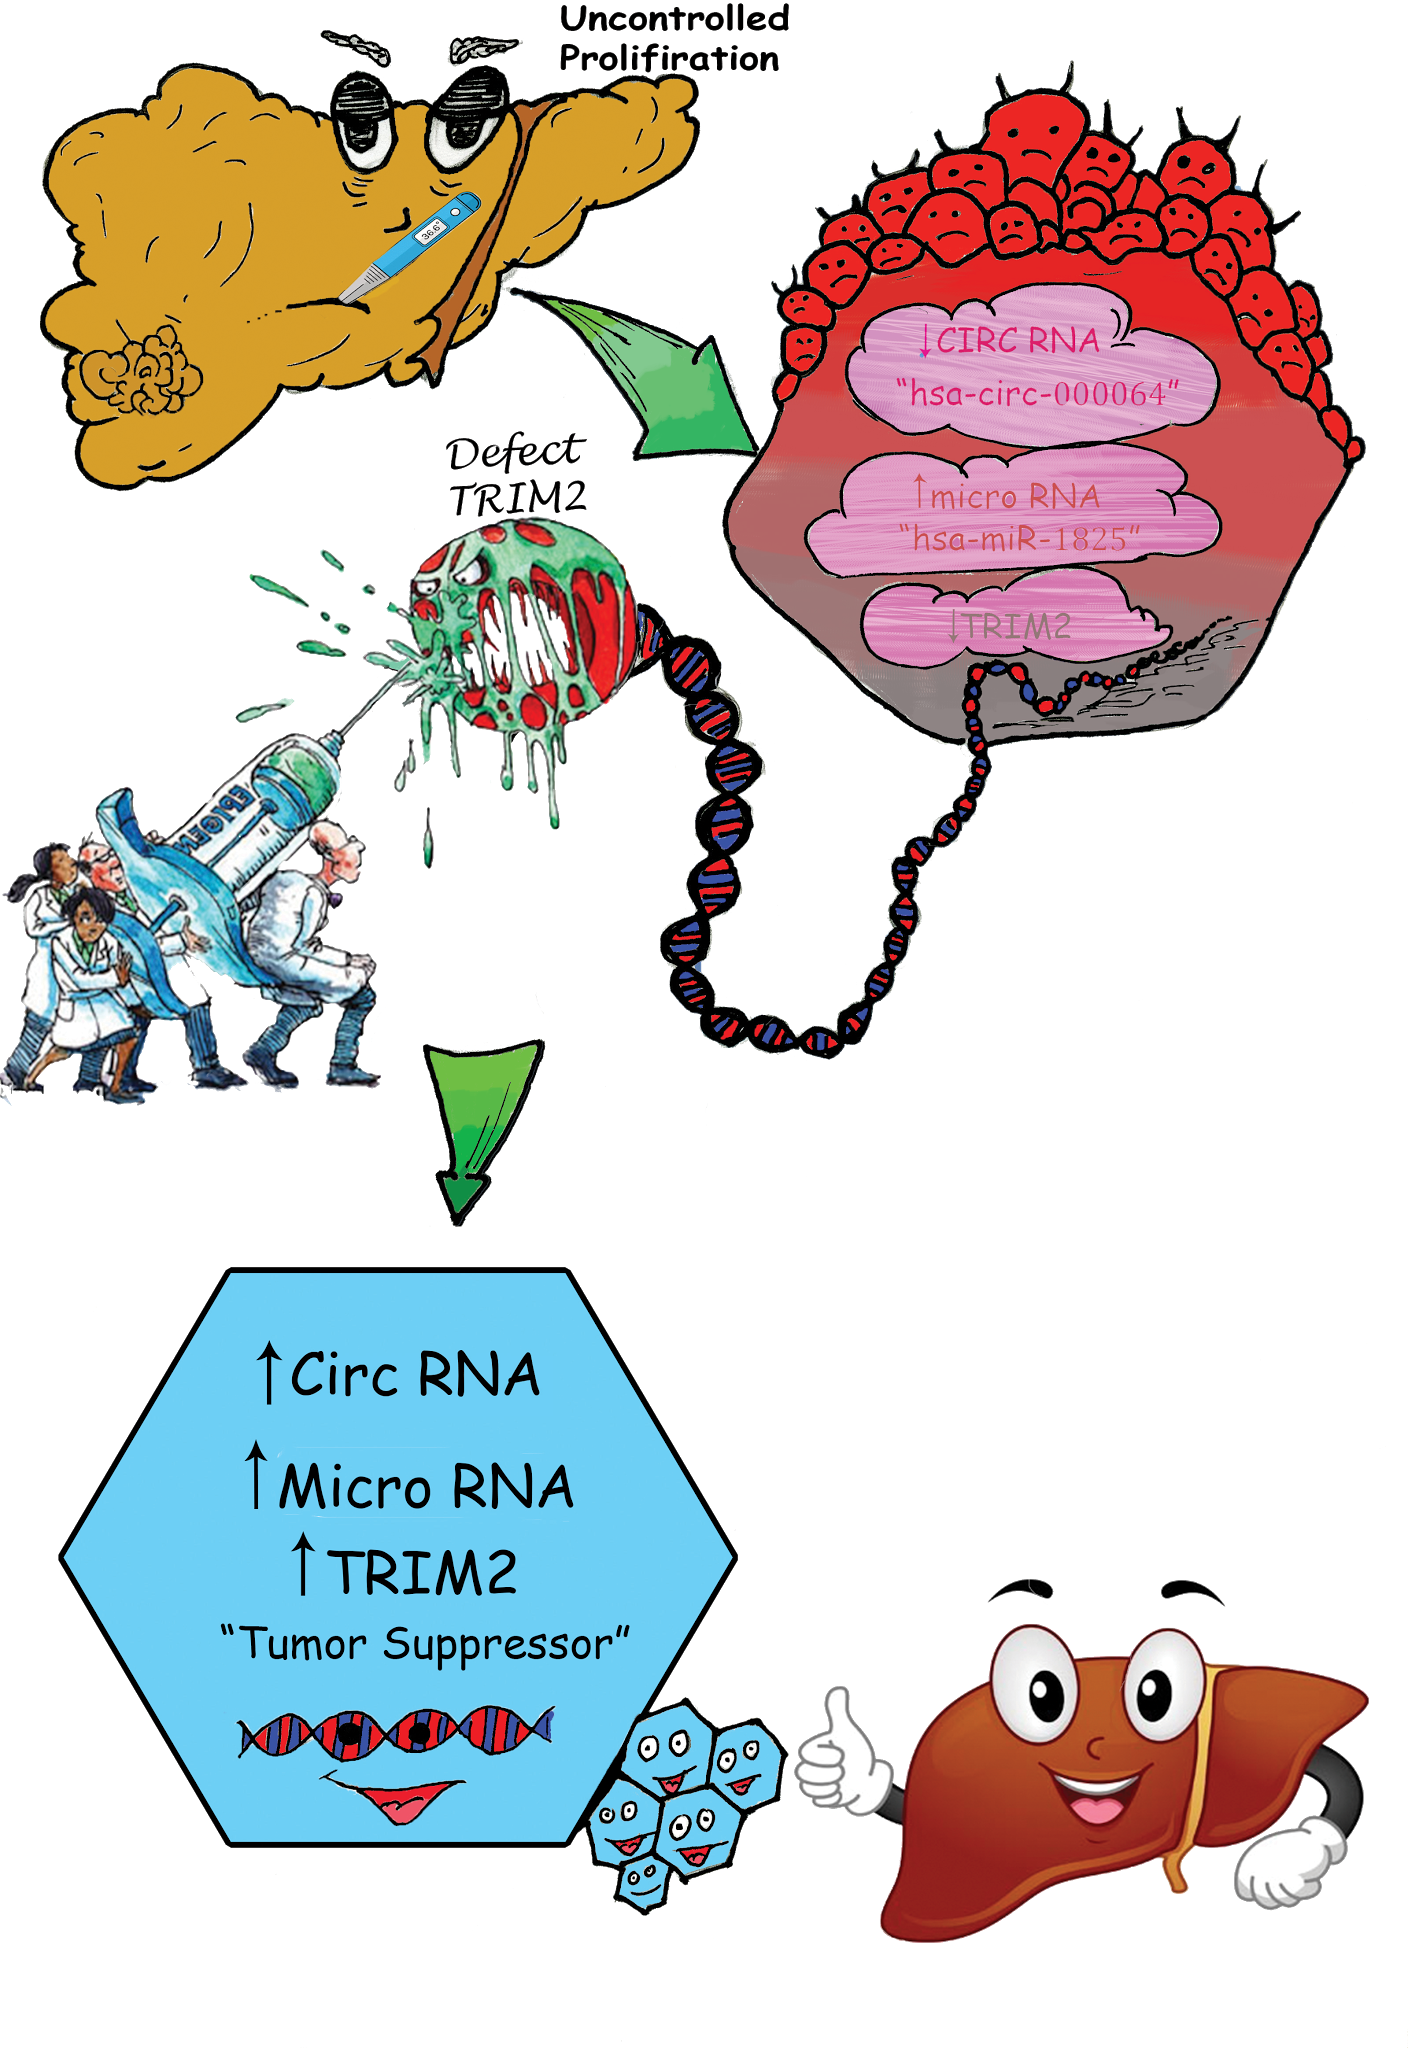 Uncontrolled
Prolifiration
36.6°
↓CIRC RNA
"hsa-circ-000064"
↑micro RNA
"hsa-miR-1825"
↓TRIM2
Defect
TRIM2
EPIGEN
↑Circ RNA
↑Micro RNA
↑TRIM2
"Tumor Suppressor"